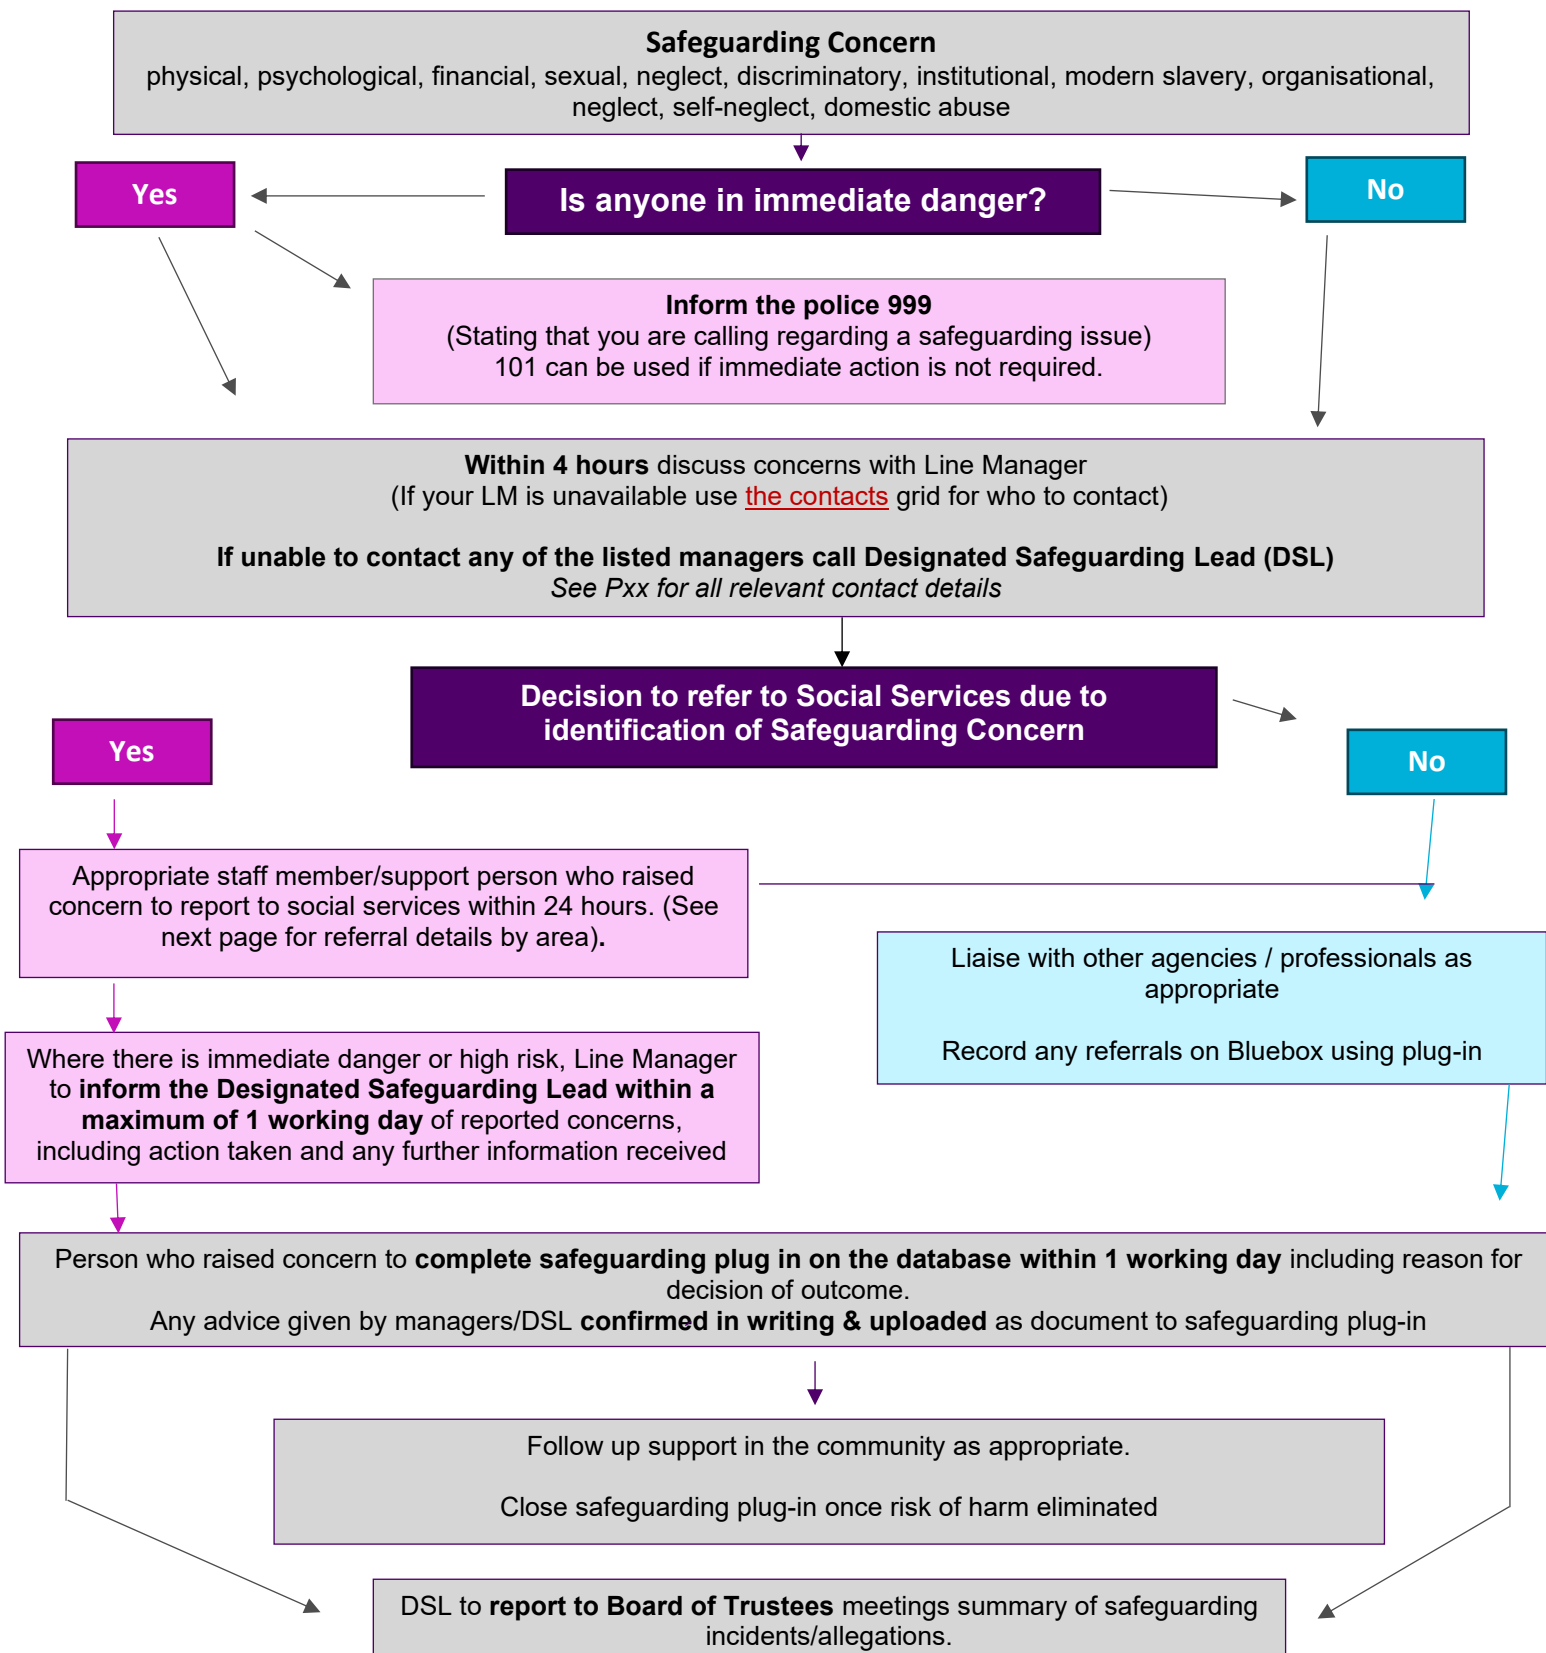 Safeguarding Concern
physical, psychological, financial, sexual, neglect, discriminatory, institutional, modern slavery, organisational,
neglect, self-neglect, domestic abuse
Yes
Is anyone in immediate danger?
No
Inform the police 999
(Stating that you are calling regarding a safeguarding issue)
101 can be used if immediate action is not required.
Within 4 hours discuss concerns with Line Manager
(If your LM is unavailable use the contacts grid for who to contact)
If unable to contact any of the listed managers call Designated Safeguarding Lead (DSL)
See Pxx for all relevant contact details
Decision to refer to Social Services due to
identification of Safeguarding Concern
Yes
No
Appropriate staff member/support person who raised
concern to report to social services within 24 hours. (See
next page for referral details by area).
Liaise with other agencies / professionals as
appropriate
Record any referrals on Bluebox using plug-in
Where there is immediate danger or high risk, Line Manager
to inform the Designated Safeguarding Lead within a
maximum of 1 working day of reported concerns,
including action taken and any further information received
Person who raised concern to complete safeguarding plug in on the database within 1 working day including reason for
decision of outcome.
Any advice given by managers/DSL confirmed in writing & uploaded as document to safeguarding plug-in
Follow up support in the community as appropriate.
Close safeguarding plug-in once risk of harm eliminated
DSL to report to Board of Trustees meetings summary of safeguarding
incidents/allegations.